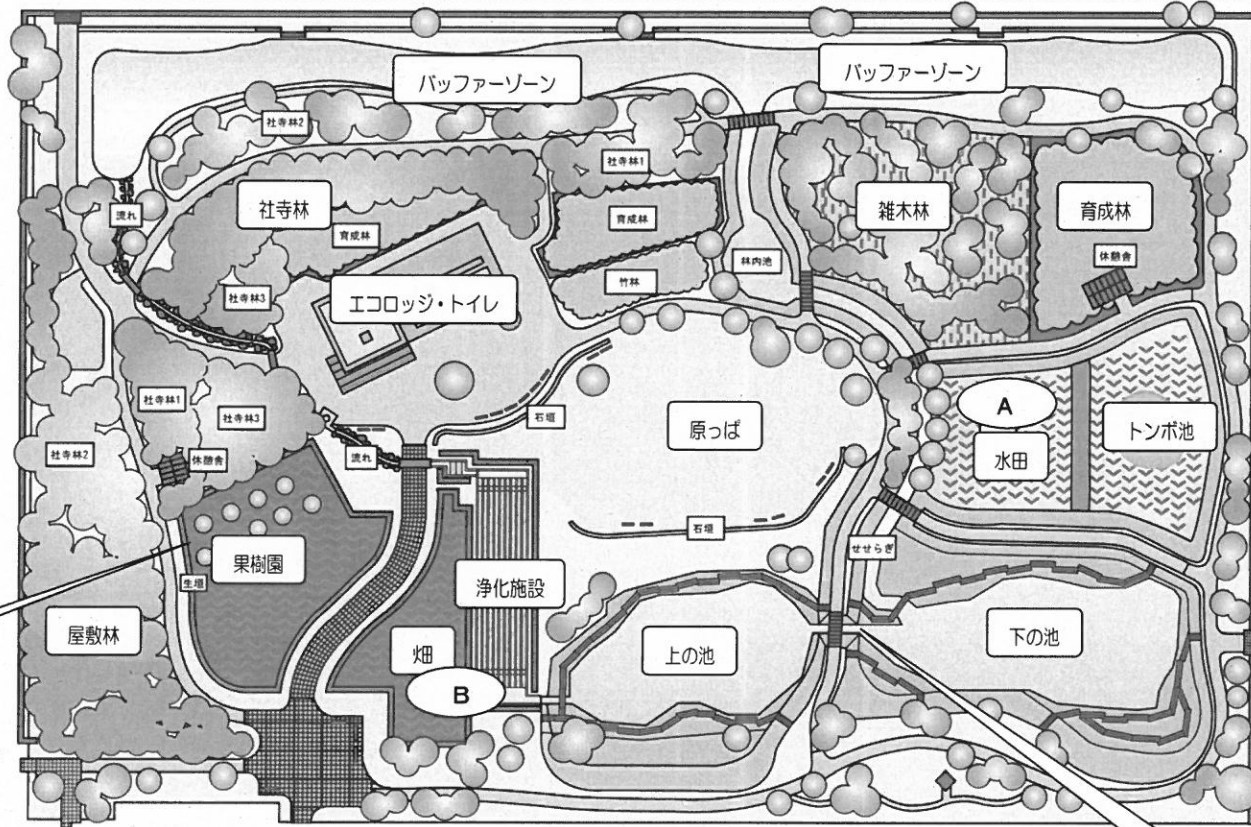 バッファーゾーン
バッファーゾーン
社寺林2
社寺林1
社寺林
雑木林
育成林
流れ
育成林
育成林
休憩舎
林内池
竹林
社寺林3
エコロッジ・トイレ
社寺林1
社寺林3
石垣
原っぱ
A
トンボ池
水田
社寺林2
休憩舎
流れ
石垣
せせらぎ
果樹園
生垣
浄化施設
屋敷林
畑
上の池
下の池
B